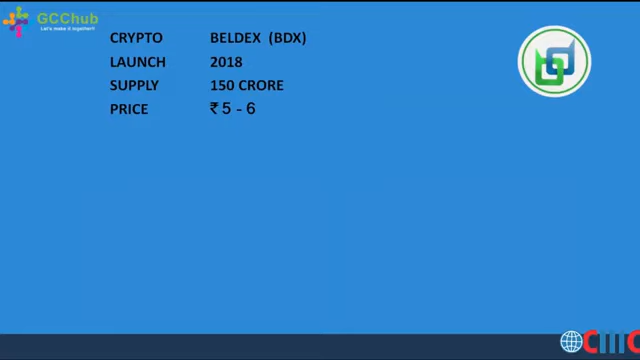 GCChub
Let's make it together!!
CRYPTO BELDEX (BDX)
LAUNCH 2018
SUPPLY 150 CRORE
PRICE ₹ 5 - 6